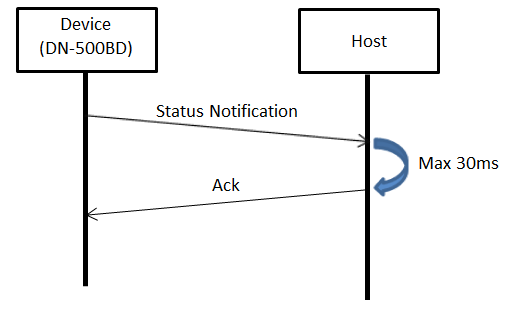 Device
(DN-500BD)
Host
Status Notification
Max 30ms
Ack